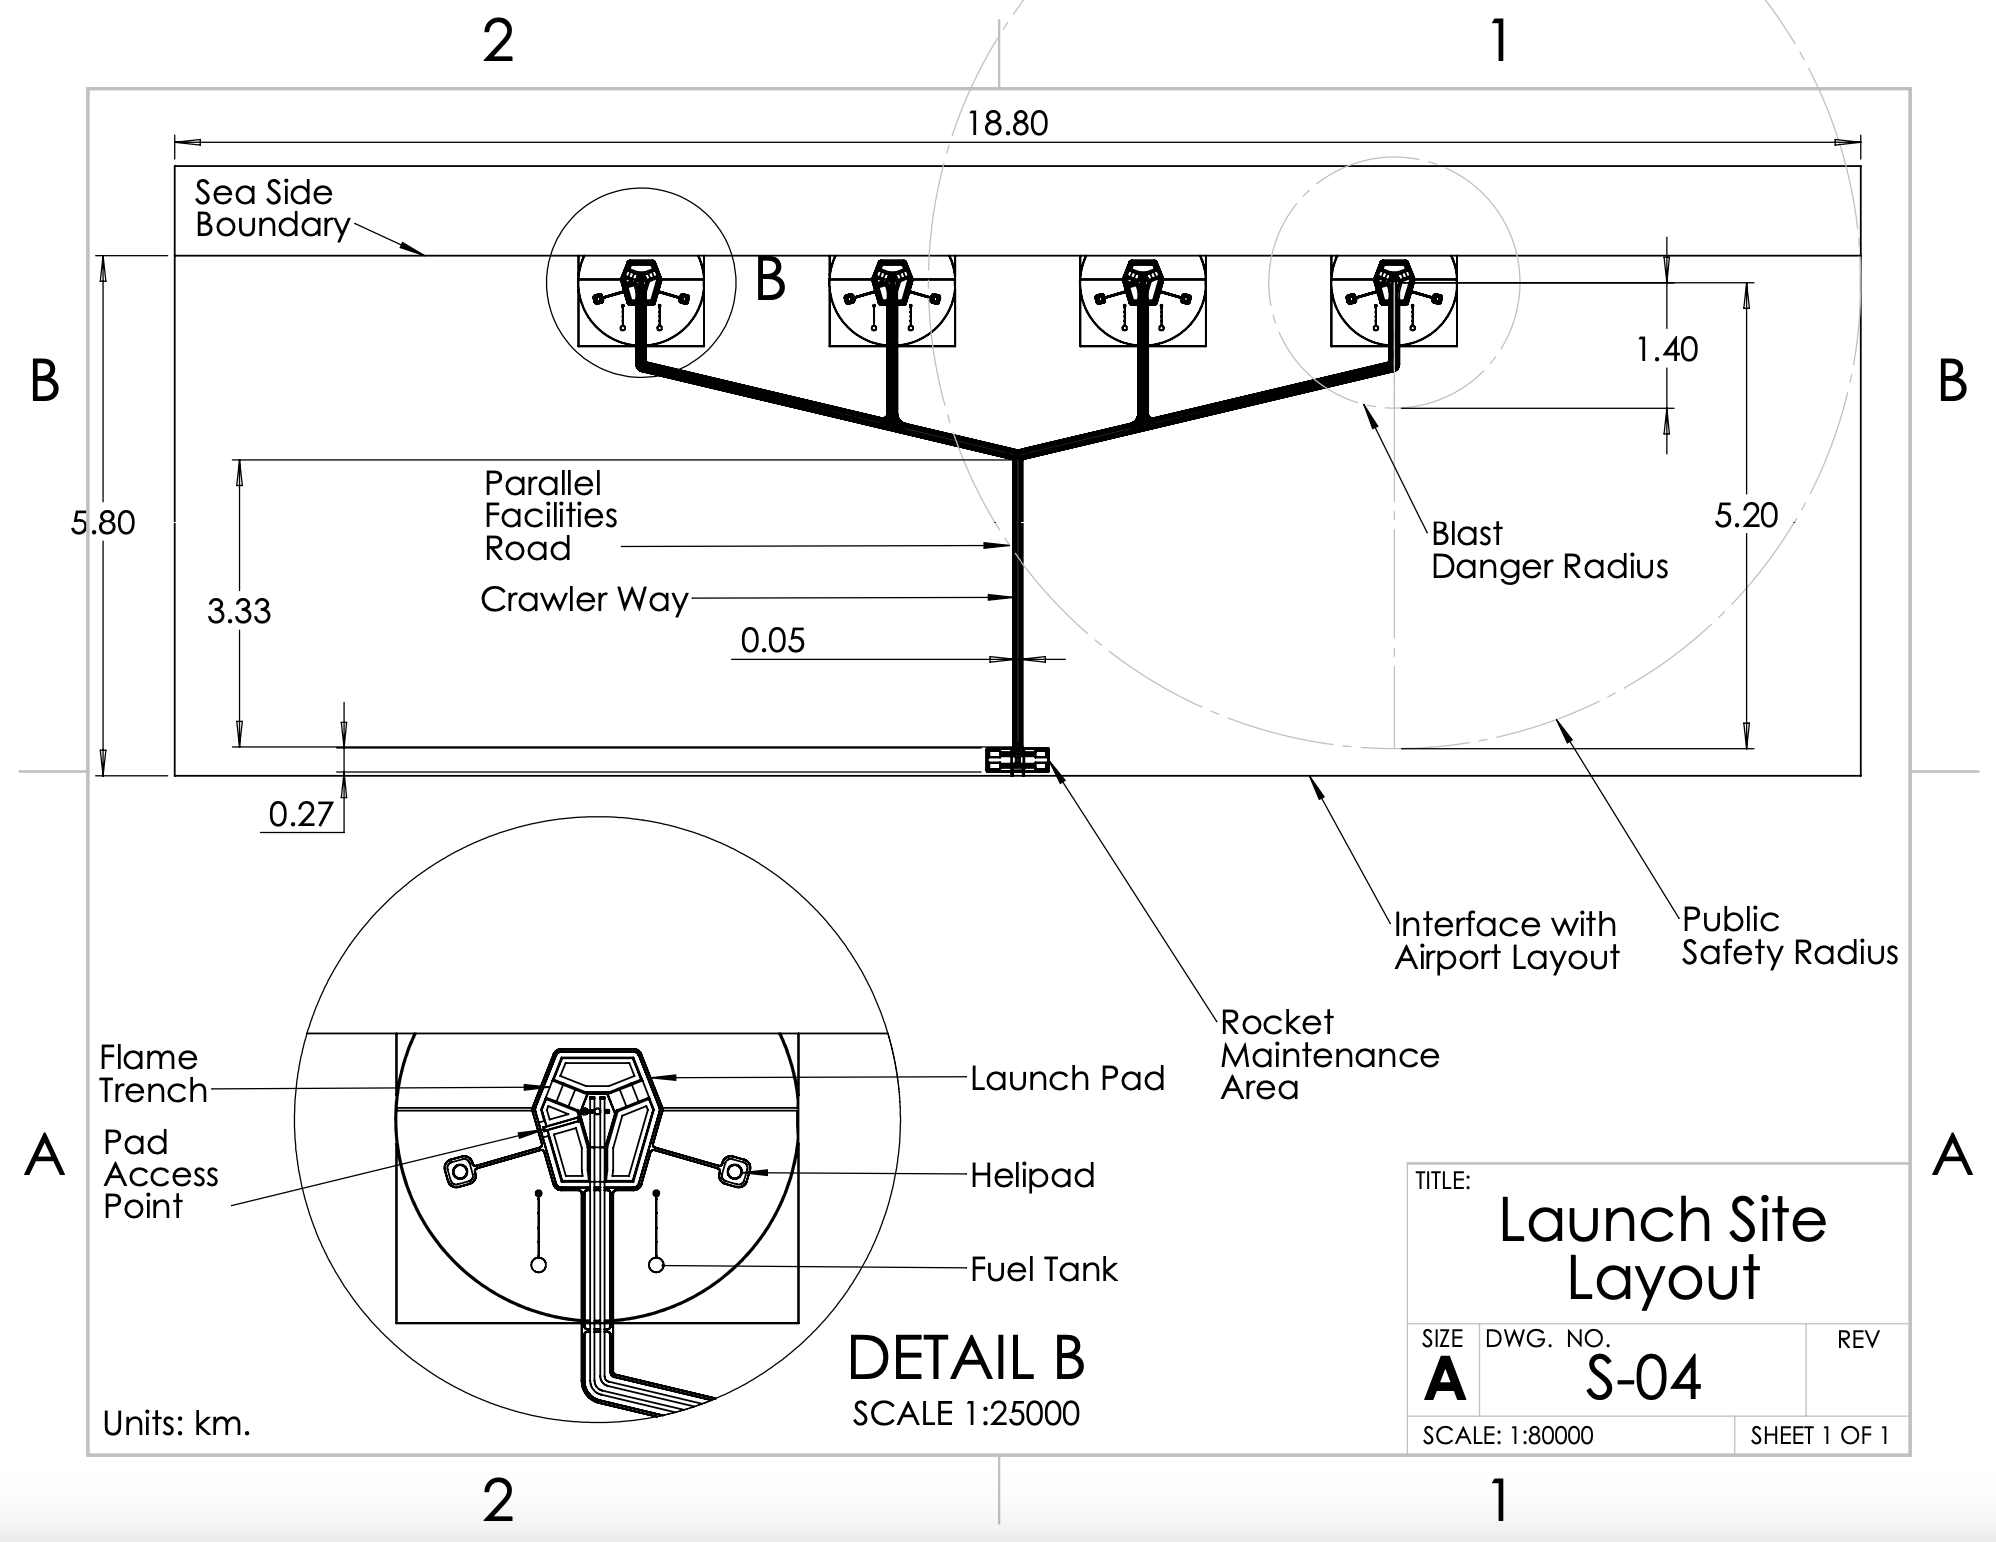 2
1
18.80
Sea Side
Boundary
B
B
B
1.40
5.80
5.20
Parallel
Facilities
Road
Blast
Danger Radius
Crawler Way
3.33
0.05
0.27
Interface with
Airport Layout
Public
Safety Radius
Rocket
Maintenance
Area
Flame
Trench
Launch Pad
Pad
Access
Point
A
A
Helipad
Fuel Tank
DETAIL B
SCALE 1:25000
Units: km.
TITLE:
Launch Site
Layout
SIZE
A
DWG. NO.
S-04
REV
SCALE: 1:80000
SHEET 1 OF 1
2
1